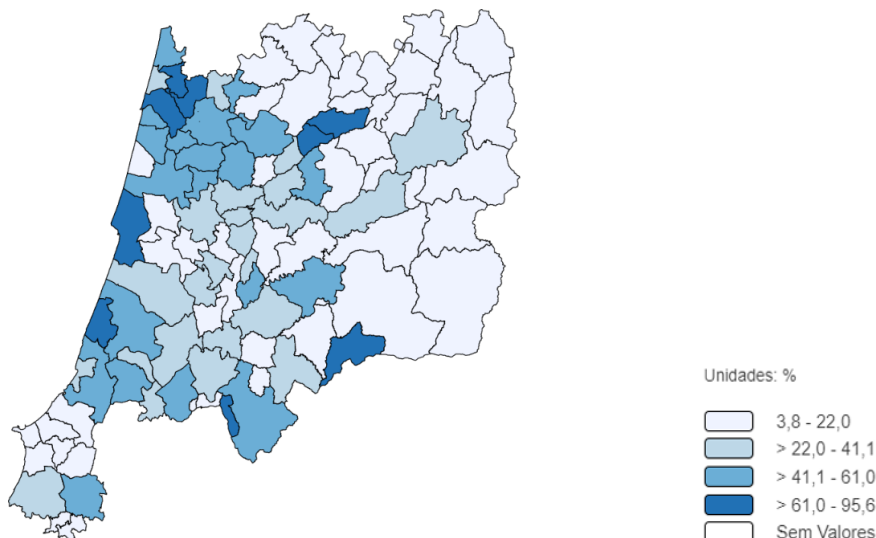 Unidades: %
3,8 - 22,0
> 22,0 - 41,1
> 41,1 - 61,0
> 61,0 - 95,6
Sem Valores